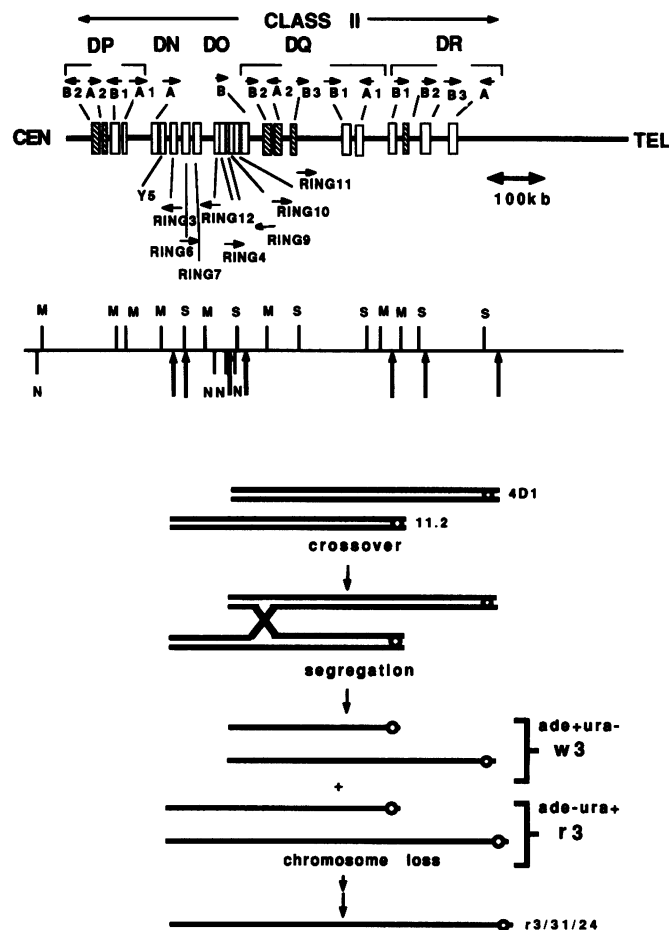 CLASS II
DP DN DO DQ DR
B2 A2 B1 A1 A B B2 A2 B3 B1 A1 B1 B2 B3 A
CEN TEL
Y5 RING3 RING6 RING7 RING12 RING4 RING9 RING10 RING11
100kb
M M M M S M S M S S M M S S
N N N N
4D1
11.2
crossover
segregation
ade+ura-
w3
+
ade-ura+
r3
chromosome loss
r3/31/24